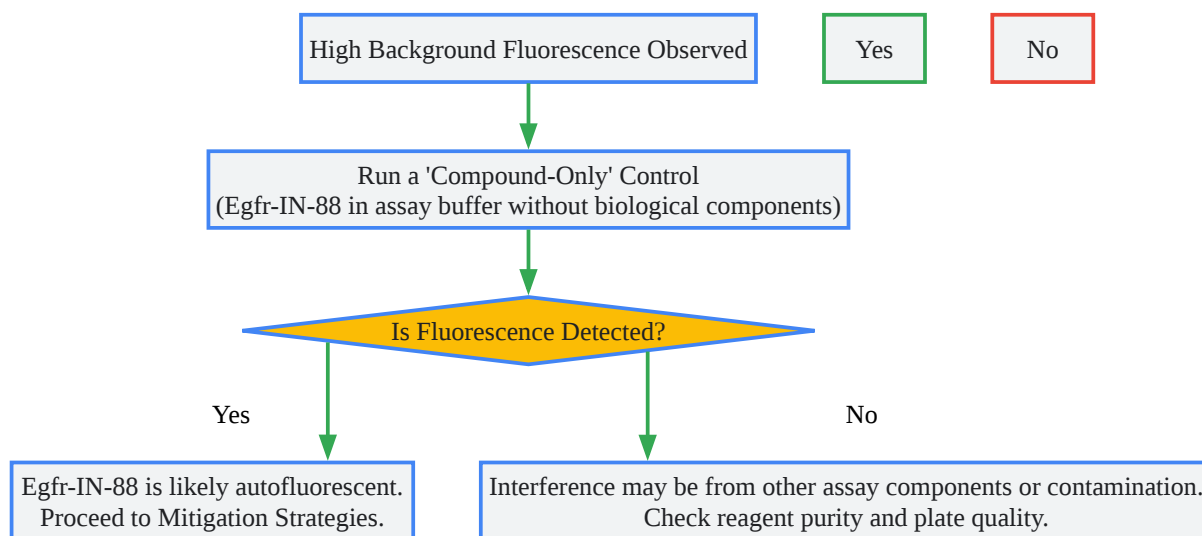 High Background Fluorescence Observed
Yes
No
Run a 'Compound-Only' Control
(Egfr-IN-88 in assay buffer without biological components)
Is Fluorescence Detected?
Yes
No
Egfr-IN-88 is likely autofluorescent.
Proceed to Mitigation Strategies.
Interference may be from other assay components or contamination.
Check reagent purity and plate quality.